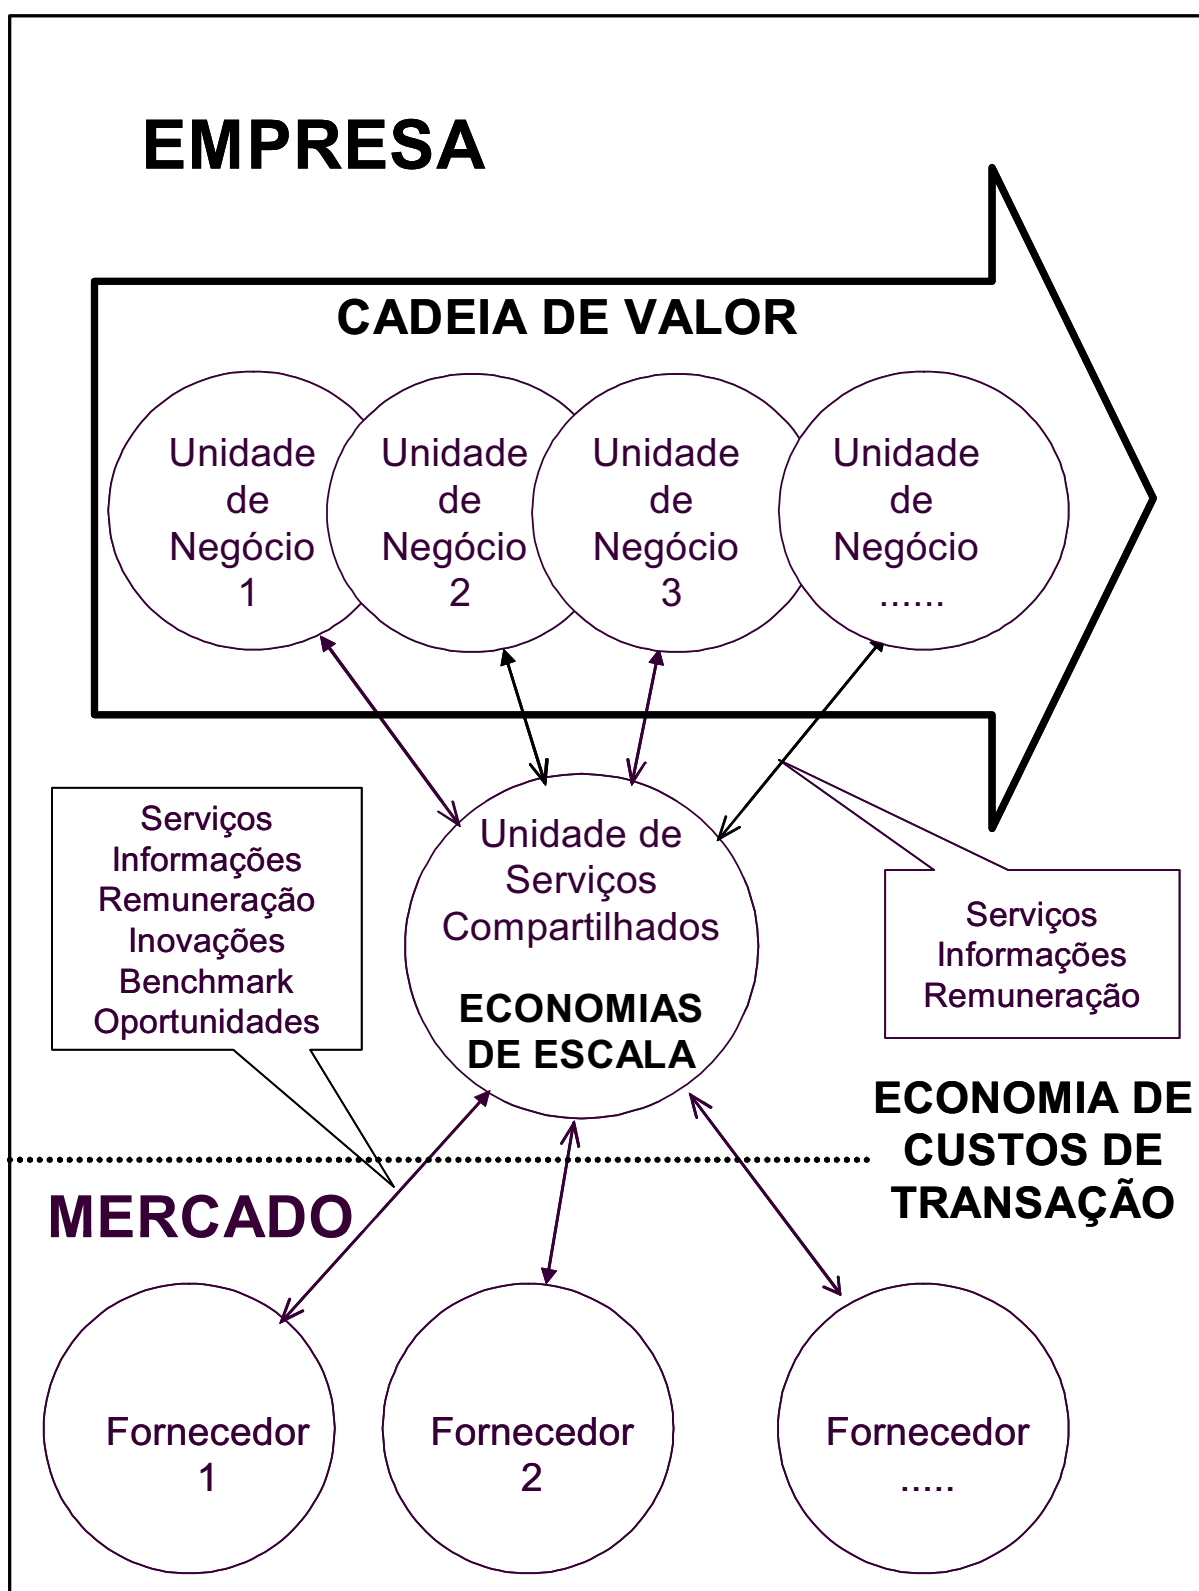 EMPRESA
CADEIA DE VALOR
Unidade
de
Negócio
1
Unidade
de
Negócio
2
Unidade
de
Negócio
3
Unidade
de
Negócio
......
Serviços
Informações
Remuneração
Inovações
Benchmark
Oportunidades
Unidade de
Serviços
Compartilhados
ECONOMIAS
DE ESCALA
Serviços
Informações
Remuneração
ECONOMIA DE
CUSTOS DE
TRANSAÇÃO
MERCADO
Fornecedor
1
Fornecedor
2
Fornecedor
.....